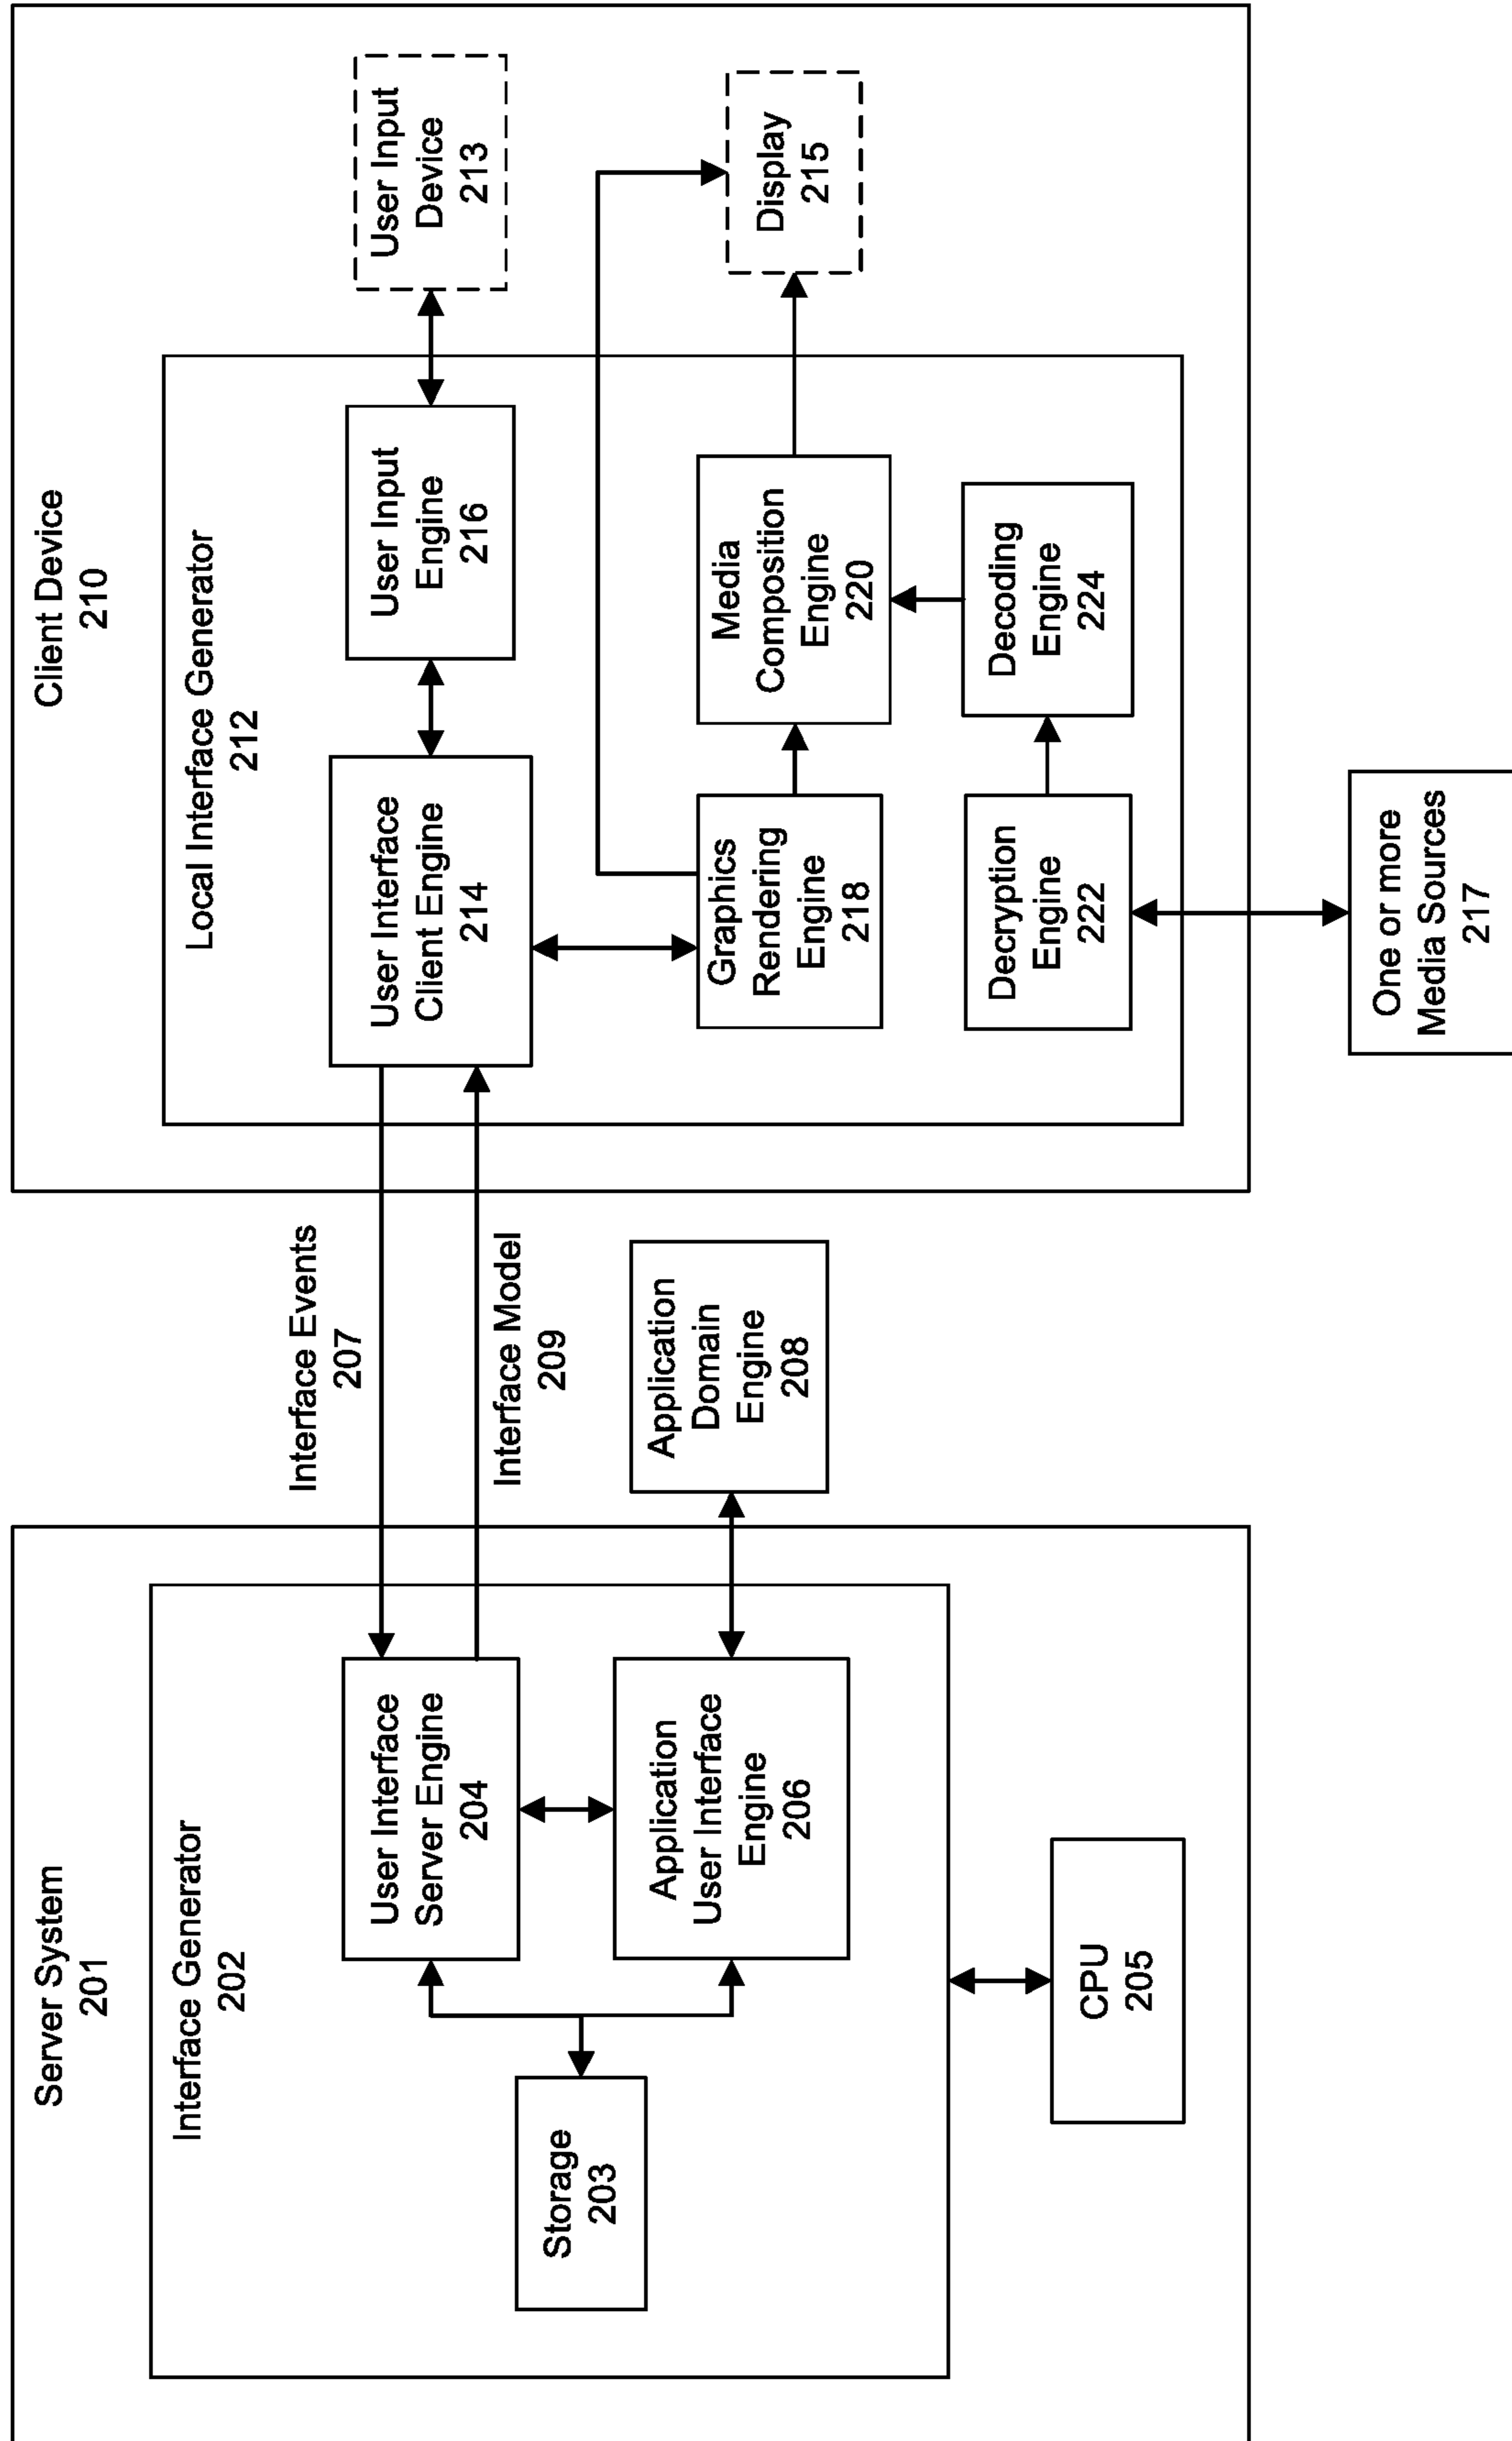 Server System
201
Interface Generator
202
Storage
203
User Interface
Server Engine
204
Application
User Interface
Engine
206
CPU
205
Interface Events
207
Interface Model
209
Application
Domain
Engine
208
Client Device
210
Local Interface Generator
212
User Interface
Client Engine
214
User Input
Engine
216
User Input
Device
213
Graphics
Rendering
Engine
218
Media
Composition
Engine
220
Display
215
Decryption
Engine
222
Decoding
Engine
224
One or more
Media Sources
217